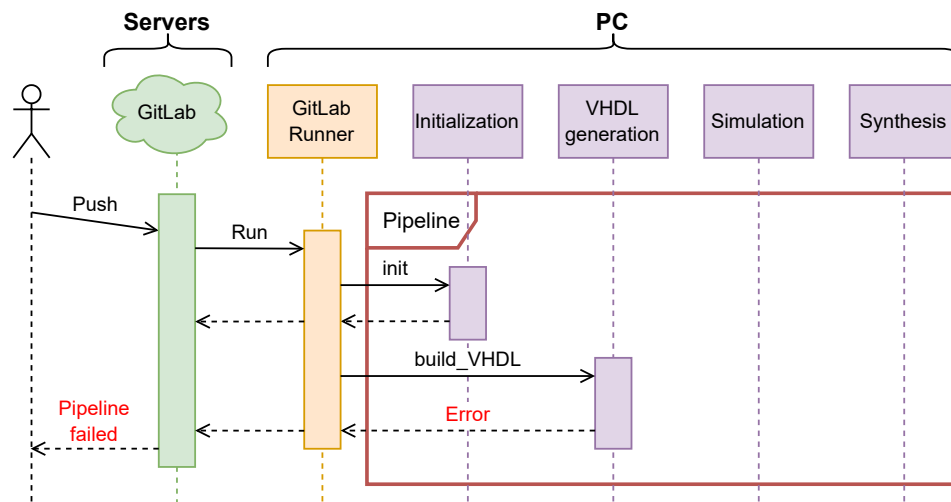 Servers
PC
GitLab
GitLab
Runner
Initialization
VHDL
generation
Simulation
Synthesis
Push
Run
Pipeline
init
build_VHDL
Error
Pipeline
failed